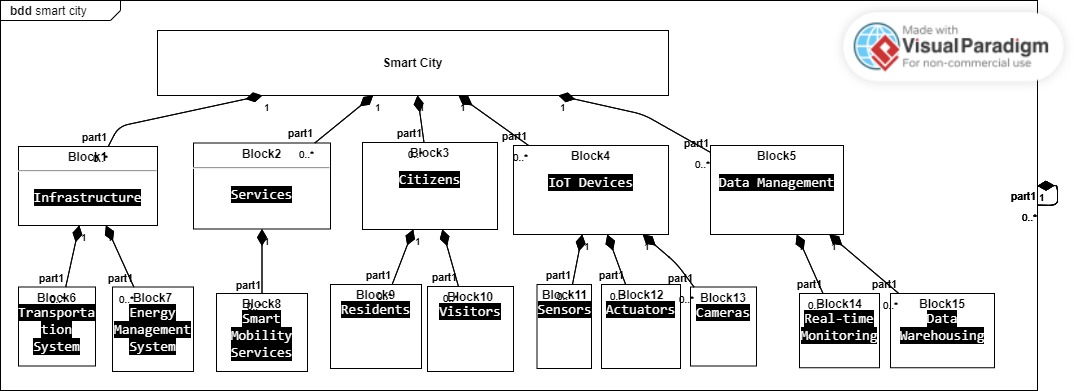 bdd smart city
Made with
Visual Paradigm
For non-commercial use
Smart City
1
1
1
1
1
part1
part1
part1
part1
part1
0..*
0..*
0..*
0..*
0..*
Block1
Block2
Block3
Block4
Block5
Infrastructure
Services
Citizens
IoT Devices
Data Management
part1
1
0..*
1
1
1
1
1
1
1
1
1
1
part1
part1
part1
part1
part1
part1
part1
part1
part1
part1
0..*
0..*
0..*
0..*
0..*
0..*
0..*
0..*
0..*
Block6
Block7
Block8
Block9
Block10
Block11
Block12
Block13
Block14
Block15
Transporta
tion
System
Energy
Management
System
Smart
Mobility
Services
Residents
Visitors
Sensors
Actuators
Cameras
Real-time
Monitoring
Data
Warehousing